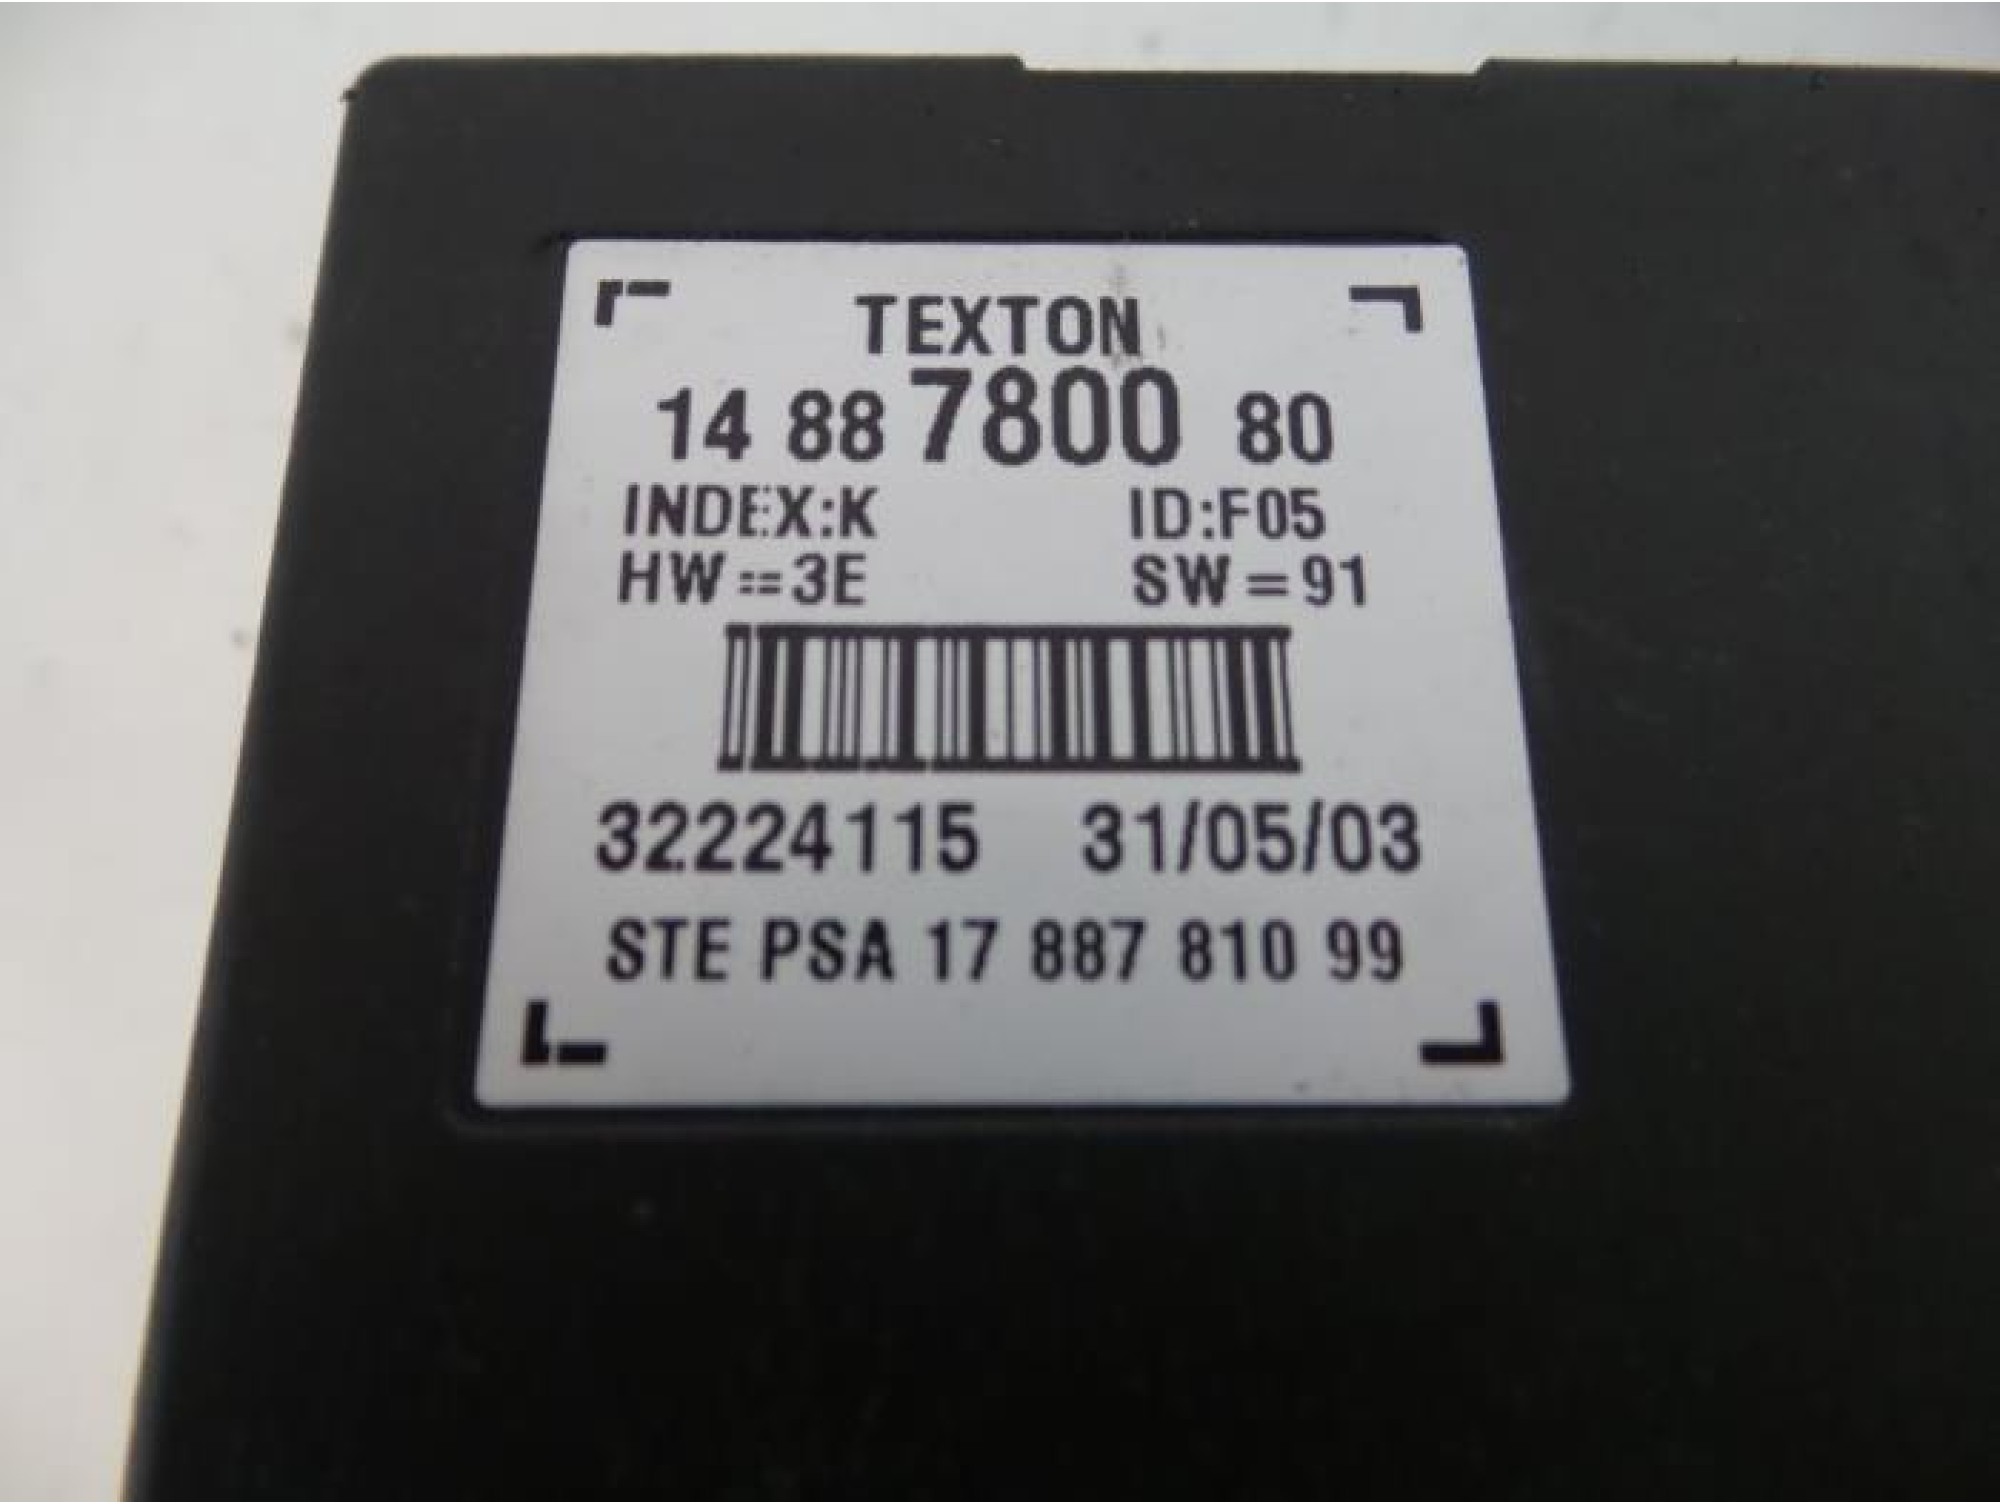 TEXTON
14 88 7800 80
INDEX:K ID:F05
HW=3E SW=91
32224115 31/05/03
STE PSA 17 887 810 99